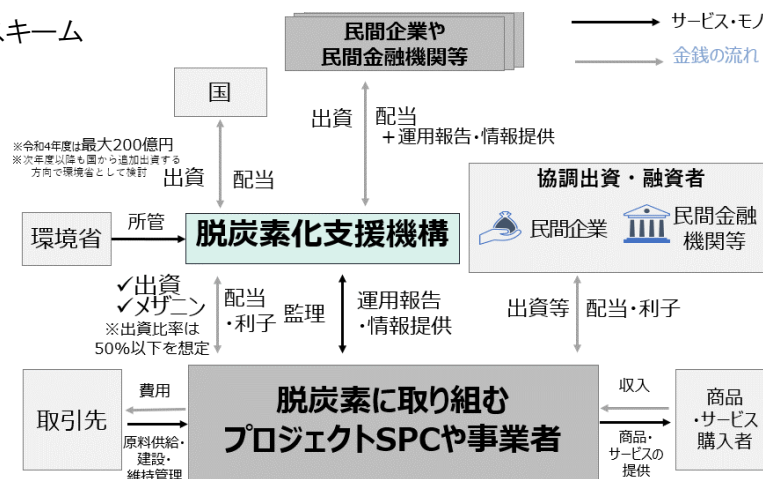 スキーム
サービス・モノ
金銭の流れ
民間企業や
民間金融機関等
国
出資
配当
+運用報告・情報提供
※令和4年度は最大200億円
※次年度以降も国から追加出資する
方向で環境省として検討
出資
配当
協調出資・融資者
民間企業
民間金融
機関等
環境省
所管
脱炭素化支援機構
✓出資
✓メザニン
※出資比率は
50%以下を想定
配当
・利子
監理
運用報告
・情報提供
出資等
配当・利子
取引先
費用
原料供給・
建設・
維持管理
脱炭素に取り組む
プロジェクトSPCや事業者
収入
商品・
サービスの
提供
商品
・サービス
購入者